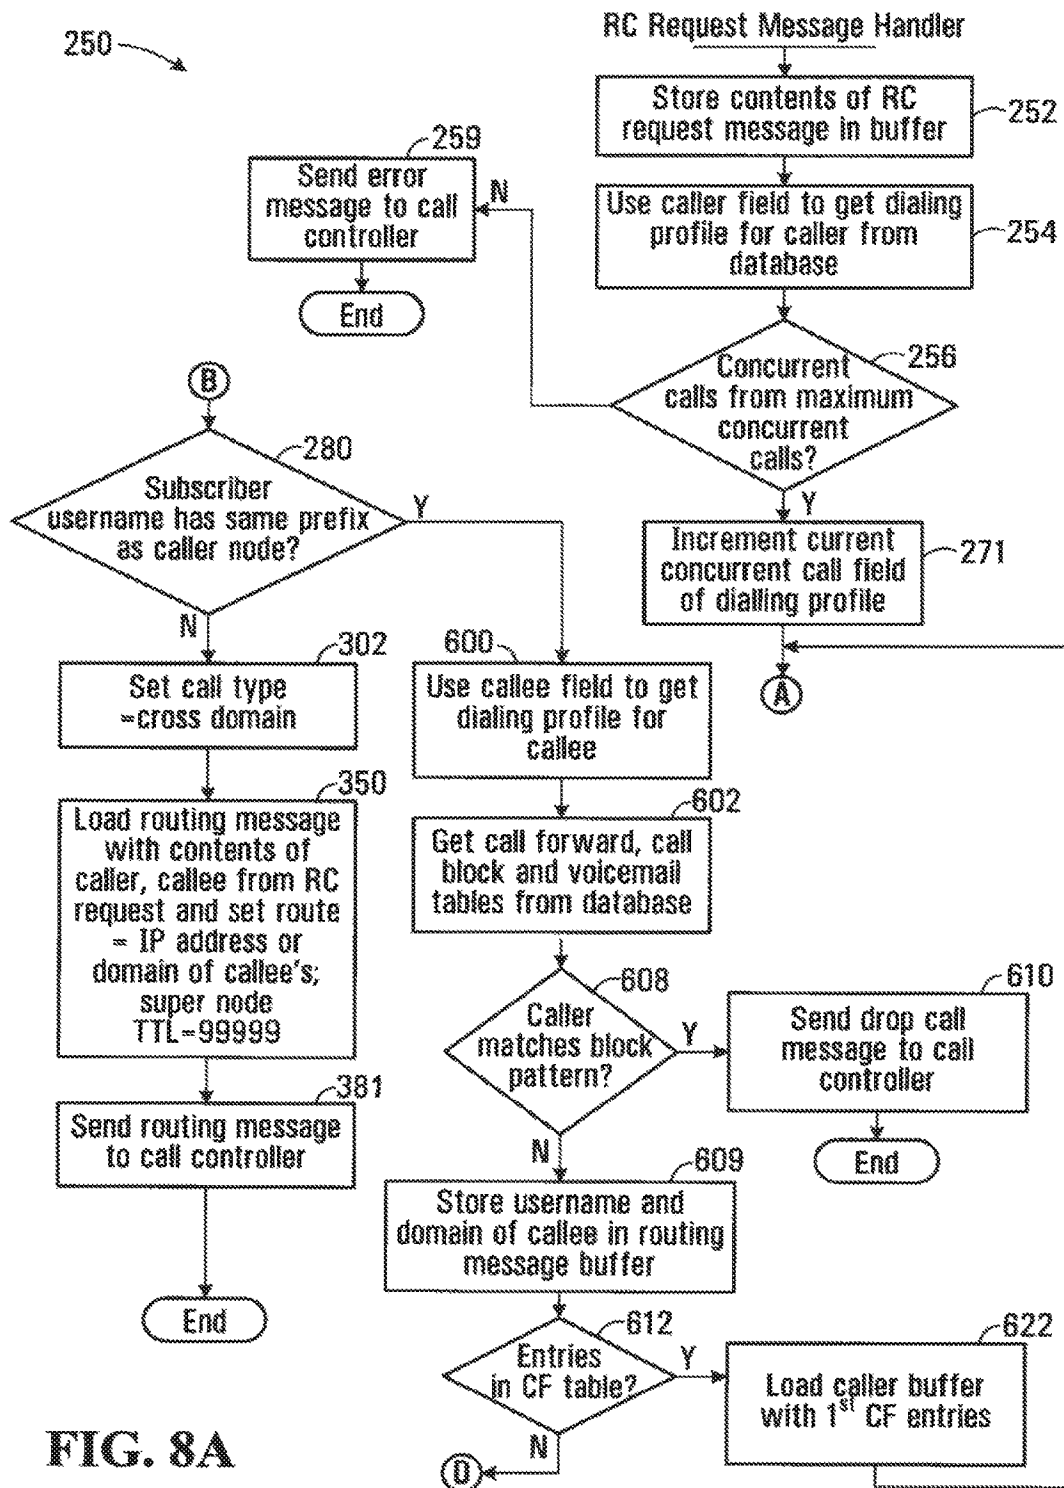 250
RC Request Message Handler
Store contents of RC
request message in buffer
252
Use caller field to get dialing
profile for caller from
database
254
259
Send error
message to call
controller
N
End
256
Concurrent
calls from maximum
concurrent
calls?
Y
Increment current
concurrent call field
of dialling profile
271
A
B
280
Subscriber
username has same prefix
as caller node?
Y
N
302
Set call type
=cross domain
350
Load routing message
with contents of
caller, callee from RC
request and set route
= IP address or
domain of callee's;
super node
TTL=99999
381
Send routing message
to call controller
End
600
Use callee field to get
dialing profile for
callee
602
Get call forward, call
block and voicemail
tables from database
608
Caller
matches block
pattern?
Y
N
610
Send drop call
message to call
controller
End
609
Store username and
domain of callee in routing
message buffer
612
Entries
in CF table?
Y
N
622
Load caller buffer
with 1st CF entries
D
FIG. 8A